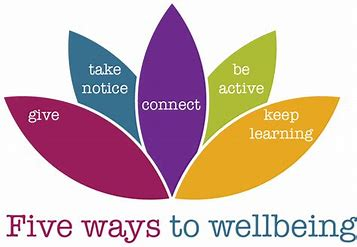 give
take
notice
connect
be
active
keep
learning
Five ways to wellbeing